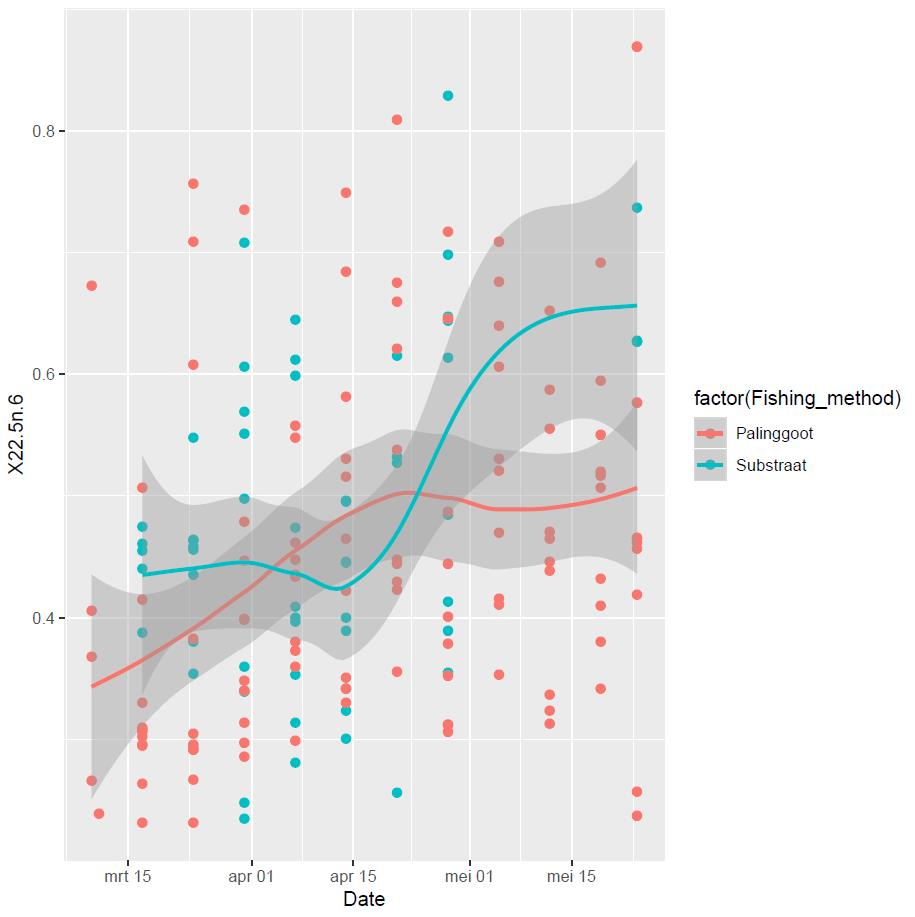 0.8
0.6
0.4
X22.5n.6
mrt 15
apr 01
apr 15
mei 01
mei 15
Date
factor(Fishing_method)
Palinggoot
Substraat